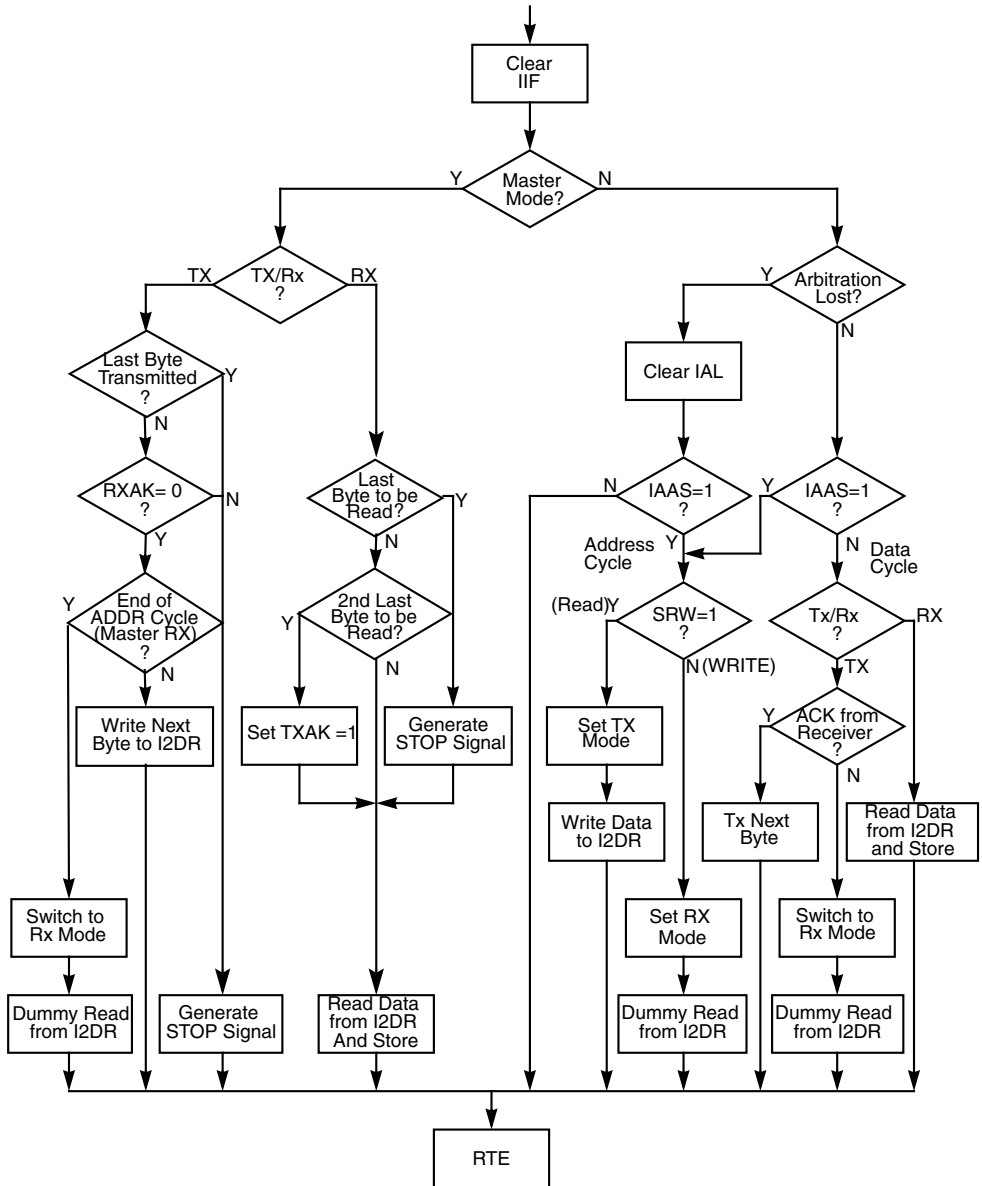 Clear
IIF
Y
Master
Mode?
N
TX
TX/Rx
?
RX
Y
Arbitration
Lost?
N
Last Byte
Transmitted
?
Y
N
Clear IAL
RXAK= 0
?
N
Y
Last
Byte to be
Read?
Y
N
N
IAAS=1
?
Y
Y
IAAS=1
?
N
Address
Cycle
Data
Cycle
Y
End of
ADDR Cycle
(Master RX)
?
N
Y
2nd Last
Byte to be
Read?
N
(Read)Y
SRW=1
?
N(WRITE)
Tx/Rx
?
RX
TX
Write Next
Byte to I2DR
Set TXAK =1
Generate
STOP Signal
Set TX
Mode
Y
ACK from
Receiver
?
N
Write Data
to I2DR
Tx Next
Byte
Read Data
from I2DR
and Store
Switch to
Rx Mode
Set RX
Mode
Switch to
Rx Mode
Dummy Read
from I2DR
Generate
STOP Signal
Read Data
from I2DR
And Store
Dummy Read
from I2DR
Dummy Read
from I2DR
RTE